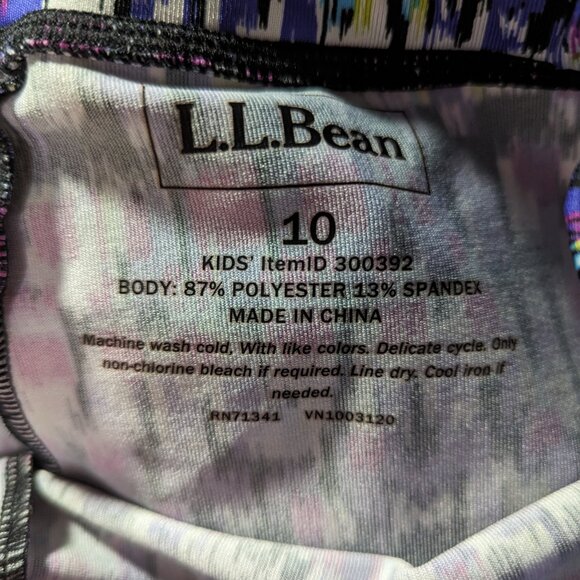 L.L.Bean
10
KIDS' ItemID 300392
BODY: 87% POLYESTER 13% SPANDEX
MADE IN CHINA
Machine wash cold, With like colors. Delicate cycle. Only
non-chlorine bleach if required. Line dry. Cool iron if
needed.
RN71341 VN1003120